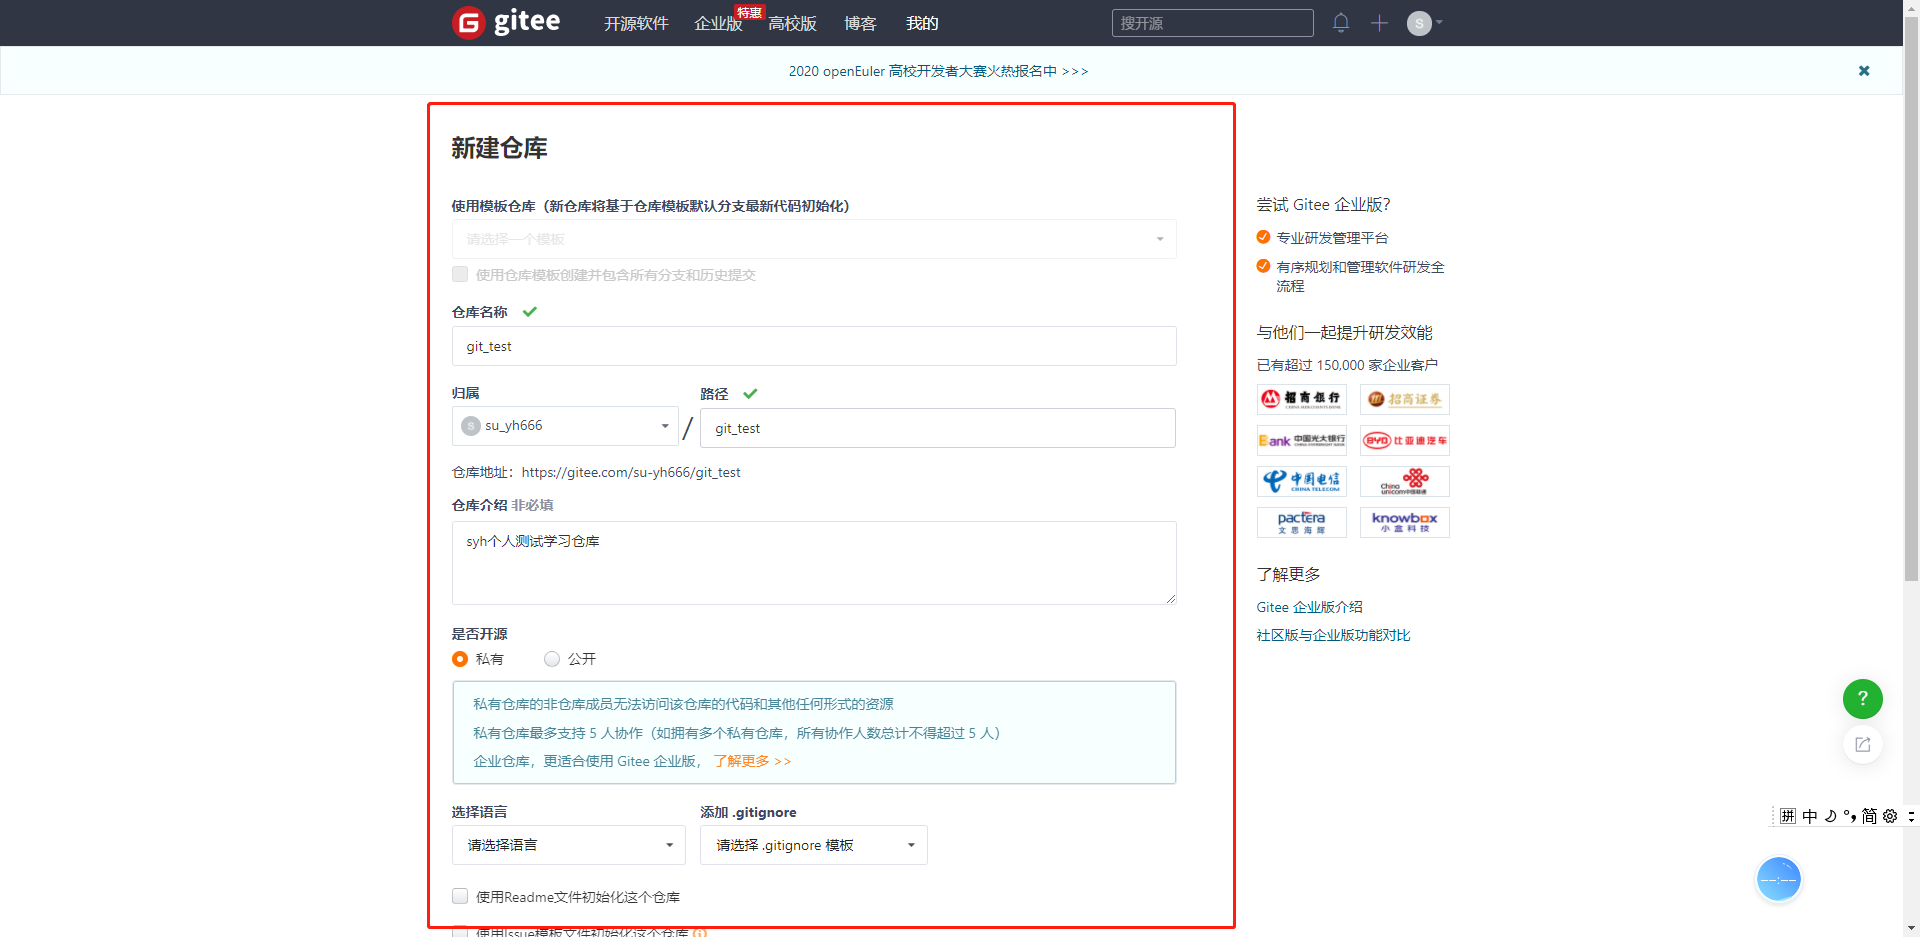 gitee
开源软件
企业版
特惠
高校版
博客
我的
搜开源
S
2020 openEuler 高校开发者大赛火热报名中 >>>
新建仓库
使用模板仓库（新仓库将基于仓库模板默认分支最新代码初始化）
请选择一个模板
使用仓库模板创建并包含所有分支和历史提交
仓库名称
git_test
归属
路径
S su_yh666
/
git_test
仓库地址：https://gitee.com/su-yh666/git_test
仓库介绍 非必填
syh个人测试学习仓库
是否开源
私有
公开
私有仓库的非仓库成员无法访问该仓库的代码和其他任何形式的资源
私有仓库最多支持 5 人协作（如拥有多个私有仓库，所有协作人数总计不得超过 5 人）
企业仓库，更适合使用 Gitee 企业版， 了解更多 >>
选择语言
添加 .gitignore
请选择语言
请选择 .gitignore 模板
使用Readme文件初始化这个仓库
使用Issue模板文件初始化这个仓库
尝试 Gitee 企业版？
专业研发管理平台
有序规划和管理软件研发全
流程
与他们一起提升研发效能
已有超过 150,000 家企业客户
招商银行
CHINA MERCHANTS BANK
招商证券
Bank 中国光大银行
BYD 比亚迪汽车
中国电信
CHINA TELECOM
China
unicom中国联通
pactera
文思海辉
knowbox
小盒科技
了解更多
Gitee 企业版介绍
社区版与企业版功能对比
?
拼 中 简
--:--